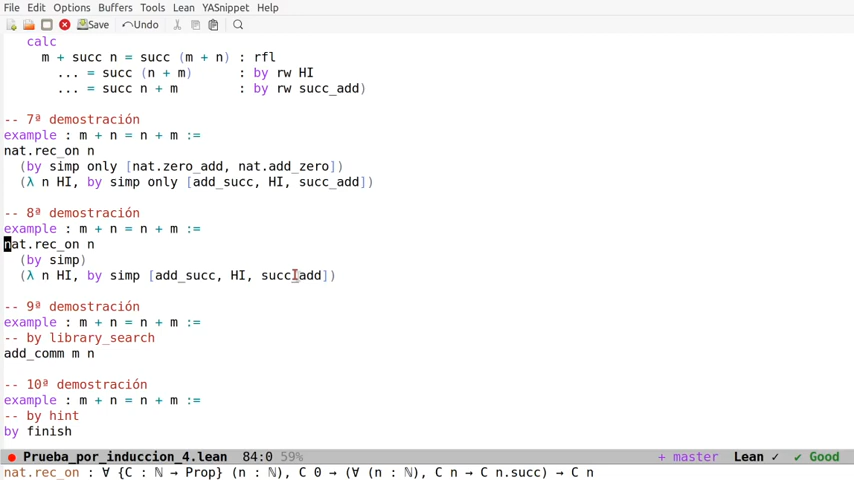 File Edit Options Buffers Tools Lean YASnippet Help
Save Undo
calc
m + succ n = succ (m + n) : rfl
... = succ (n + m) : by rw HI
... = succ n + m : by rw succ_add)
-- 7ª demostración
example : m + n = n + m :=
nat.rec_on n
(by simp only [nat.zero_add, nat.add_zero])
(λ n HI, by simp only [add_succ, HI, succ_add])
-- 8ª demostración
example : m + n = n + m :=
nat.rec_on n
(by simp)
(λ n HI, by simp [add_succ, HI, succ_add])
-- 9ª demostración
example : m + n = n + m :=
-- by library_search
add_comm m n
-- 10ª demostración
example : m + n = n + m :=
-- by hint
by finish
Prueba_por_induccion_4.lean 84:0 59% + master Lean ✓ ✔ Good
nat.rec_on : ∀ {C : ℕ → Prop} (n : ℕ), C 0 → (∀ (n : ℕ), C n → C n.succ) → C n